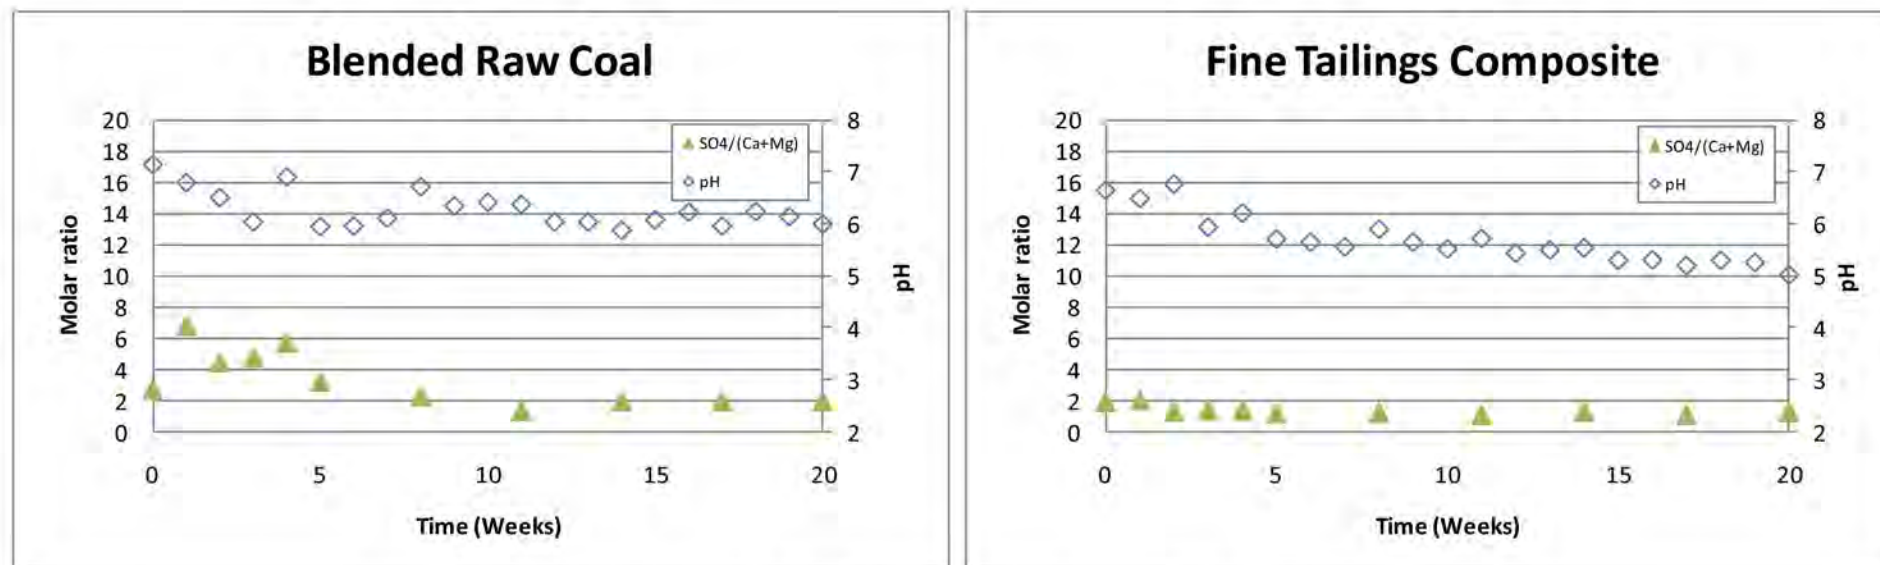 Blended Raw Coal
20
18
16
14
12
10
8
6
4
2
0
Molar ratio
SO4/(Ca+Mg)
pH
8
7
6
5
4
3
2
pH
0 5 10 15 20
Time (Weeks)
Fine Tailings Composite
20
18
16
14
12
10
8
6
4
2
0
Molar ratio
SO4/(Ca+Mg)
pH
8
7
6
5
4
3
2
pH
0 5 10 15 20
Time (Weeks)